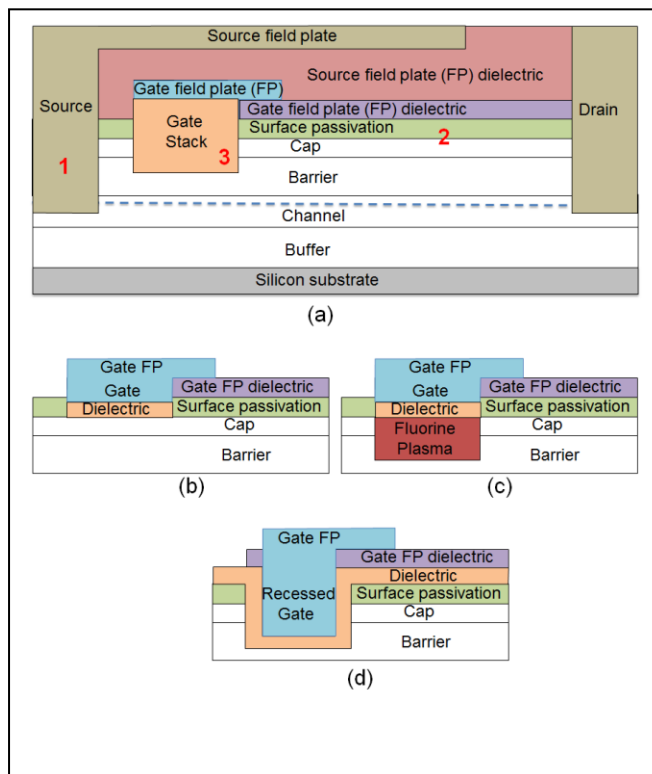 Source field plate
Source field plate (FP) dielectric
Gate field plate (FP)
Source
Gate field plate (FP) dielectric
Drain
Gate
Stack
Surface passivation
2
3
Cap
1
Barrier
Channel
Buffer
Silicon substrate
(a)
Gate FP
Gate
Gate FP dielectric
Dielectric
Surface passivation
Cap
Barrier
(b)
Gate FP
Gate
Gate FP dielectric
Dielectric
Surface passivation
Fluorine
Plasma
Cap
Barrier
(c)
Gate FP
Gate FP dielectric
Dielectric
Recessed
Gate
Surface passivation
Cap
Barrier
(d)